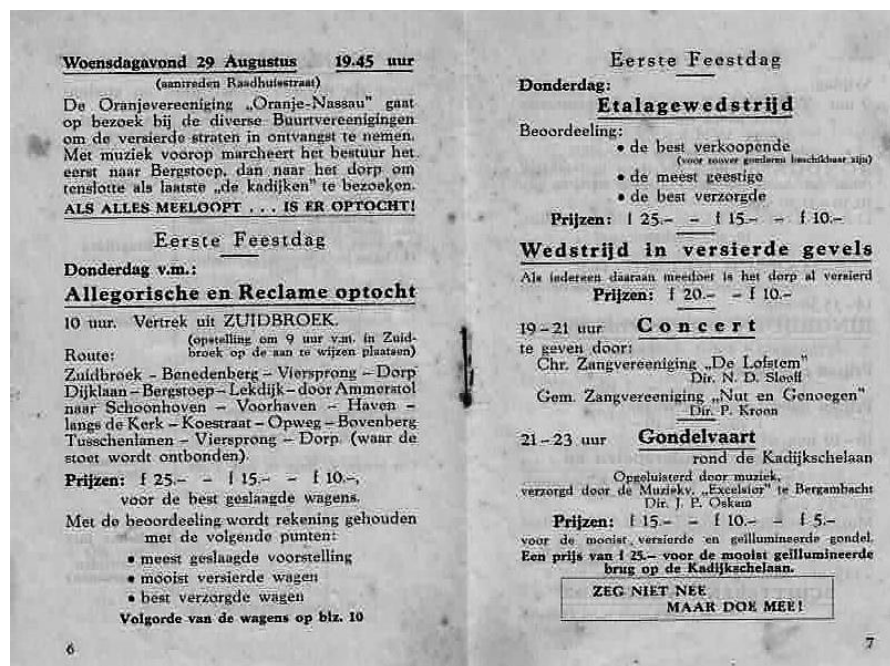 Woensdagavond 29 Augustus 19.45 uur
(aantreden Raadhuisstraat)
De Oranjevereeniging „Oranje-Nassau" gaat
op bezoek bij de diverse Buurtvereenigingen
om de versierde straten in ontvangst te nemen.
Met muziek voorop marcheert het bestuur het
eerst naar Bergstoep, dan naar het dorp om
tenslotte als laatste „de kadijken" te bezoeken.
ALS ALLES MEELOOPT . . . IS ER OPTOCHT!
Eerste Feestdag
Donderdag v.m.:
Allegorische en Reclame optocht
10 uur. Vertrek uit ZUIDBROEK.
(opstelling om 9 uur v.m. in Zuid-
Route: broek op de aan te wijzen plaatsen)
Zuidbroek – Benedenberg – Viersprong – Dorp
Dijklaan – Bergstoep – Lekdijk – door Ammerstol
naar Schoonhoven – Voorhaven – Haven –
langs de Kerk – Koestraat – Opweg – Bovenberg
Tusschenlanen – Viersprong – Dorp. (waar de
stoet wordt ontbonden).
Prijzen: f 25.– – f 15.– – f 10.–,
voor de best geslaagde wagens.
Met de beoordeeling wordt rekening gehouden
met de volgende punten:
• meest geslaagde voorstelling
• mooist versierde wagen
• best verzorgde wagen
Volgorde van de wagens op blz. 10
6
Eerste Feestdag
Donderdag:
Etalagewedstrijd
Beoordeeling:
• de best verkoopende
(voor zoover goederen beschikbaar zijn)
• de meest geestige
• de best verzorgde
Prijzen: f 25.– – f 15.– – f 10.–
Wedstrijd in versierde gevels
Als iedereen daaraan meedoet is het dorp al versierd
Prijzen: f 20.– – f 10.–
19 – 21 uur Concert
te geven door:
Chr. Zangvereeniging „De Lofstem"
Dir. N. D. Slooff
Gem. Zangvereeniging „Nut en Genoegen"
Dir. P. Kroon
21 – 23 uur Gondelvaart
rond de Kadijkschelaan
Opgeluisterd door muziek,
verzorgd door de Muziekv. „Excelsior" te Bergambacht
Dir. J. P. Oskam
Prijzen: f 15.– – f 10.– – f 5.–
voor de mooist versierde en geïllumineerde gondel.
Een prijs van f 25.– voor de mooist geïllumineerde
brug op de Kadijkschelaan.
ZEG NIET NEE
MAAR DOE MEE!
7